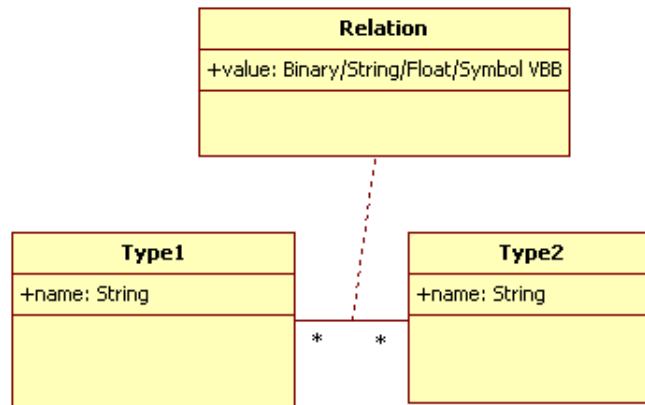 Relation
+value: Binary/String/Float/Symbol VBB
Type1
+name: String
Type2
+name: String
*
*